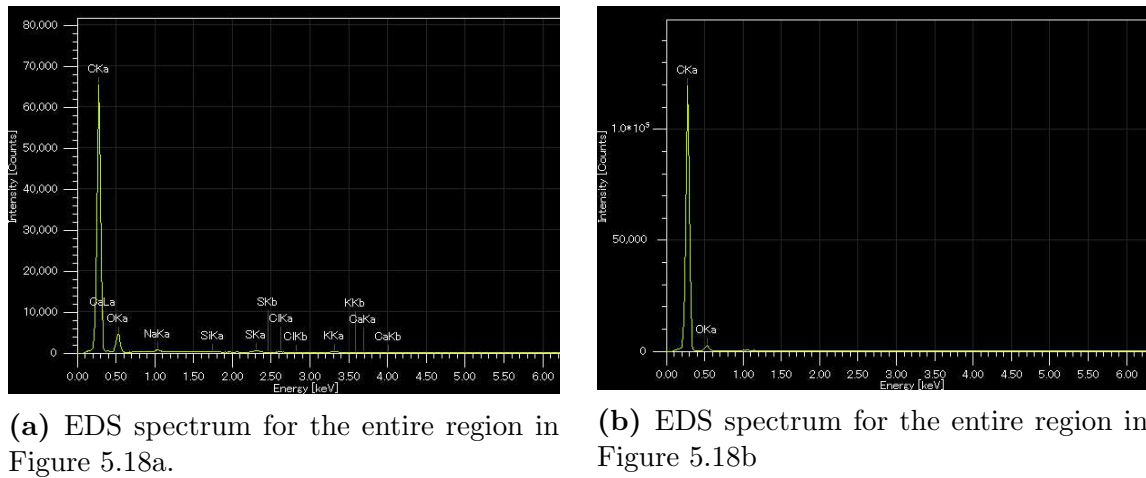 80,000
70,000
60,000
50,000
40,000
30,000
20,000
10,000
0
Intensity [Counts]
CKa
CaLa
OKa
NaKa
SiKa
SKa
SKb
ClKa
ClKb
KKa
KKb
CaKa
CaKb
0.00 0.50 1.00 1.50 2.00 2.50 3.00 3.50 4.00 4.50 5.00 5.50 6.00
Energy [keV]
(a) EDS spectrum for the entire region in
Figure 5.18a.
1.0*10^5
50,000
0
Intensity [Counts]
CKa
OKa
0.00 0.50 1.00 1.50 2.00 2.50 3.00 3.50 4.00 4.50 5.00 5.50 6.00
Energy [keV]
(b) EDS spectrum for the entire region in
Figure 5.18b